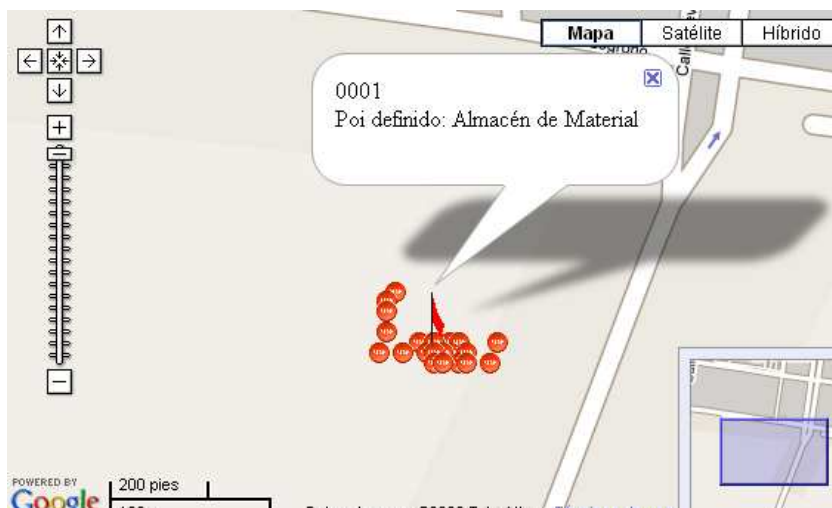 Mapa
Satélite
Híbrido
0001
Poi definido: Almacén de Material
POWERED BY
Google
200 pies